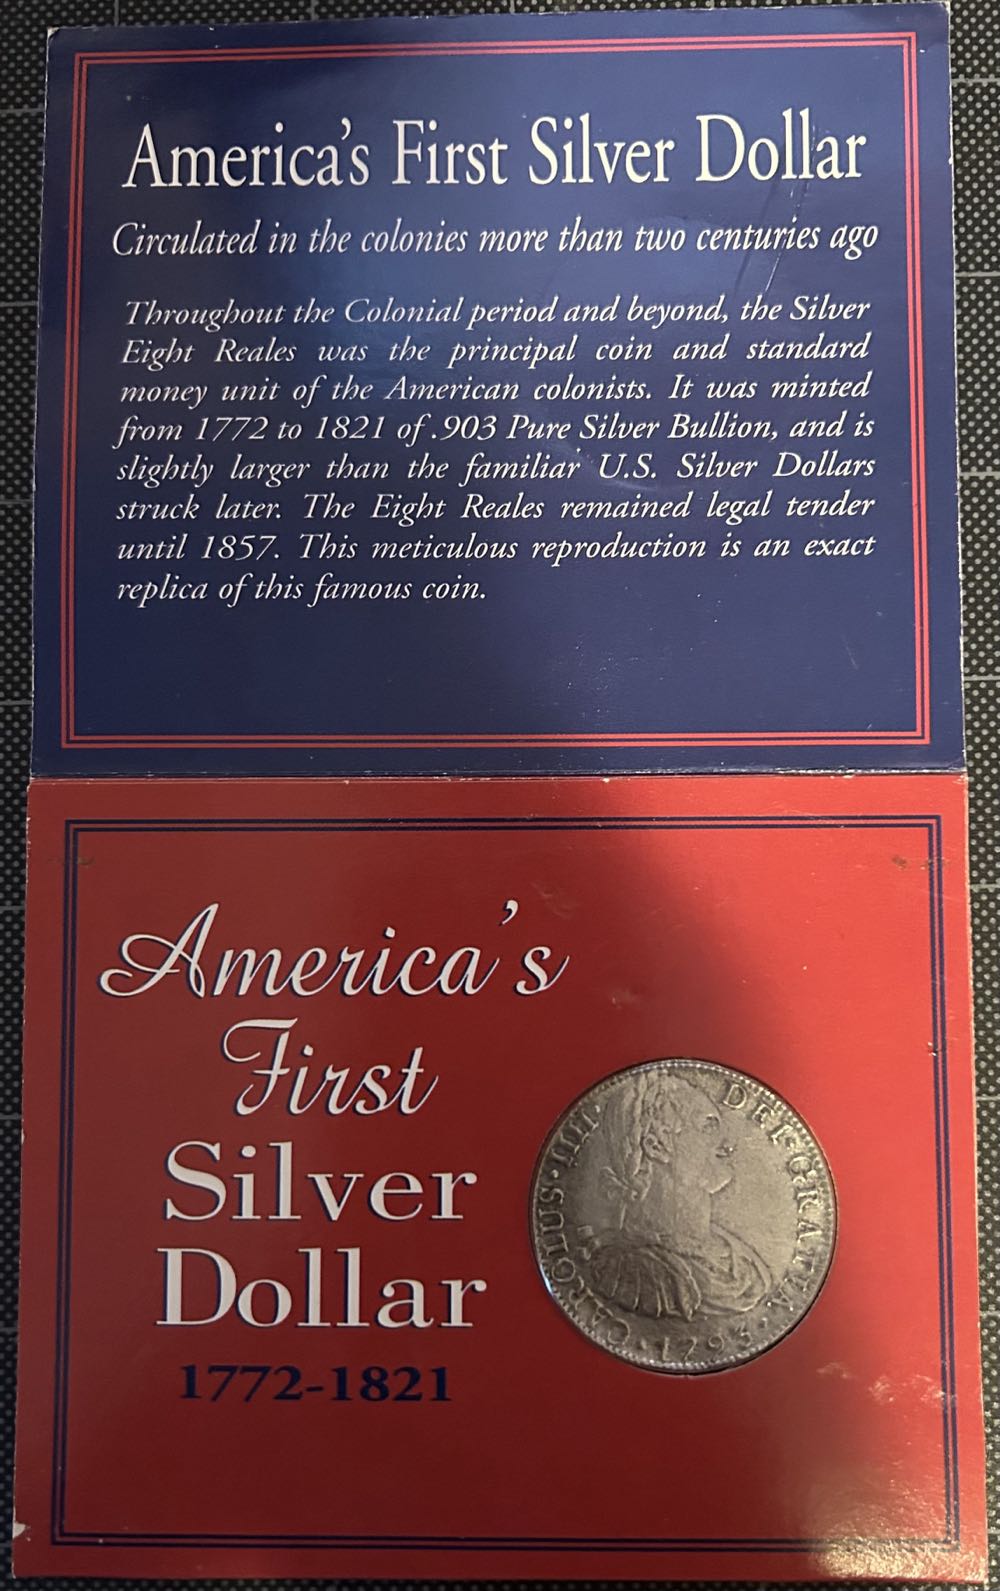 America's First Silver Dollar
Circulated in the colonies more than two centuries ago
Throughout the Colonial period and beyond, the Silver
Eight Reales was the principal coin and standard
money unit of the American colonists. It was minted
from 1772 to 1821 of .903 Pure Silver Bullion, and is
slightly larger than the familiar U.S. Silver Dollars
struck later. The Eight Reales remained legal tender
until 1857. This meticulous reproduction is an exact
replica of this famous coin.
America's
First
Silver
Dollar
1772-1821
CAROLUS·IIII· DEI·GRATIA·
·1793·